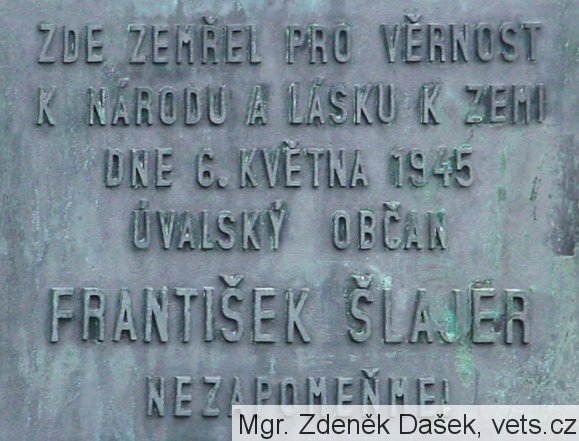 ZDE ZEMŘEL PRO VĚRNOST
K NÁRODU A LÁSKU K ZEMI
DNE 6. KVĚTNA 1945
ÚVALSKÝ OBČAN
FRANTIŠEK ŠLAJER
NEZAPOMEŇME!
Mgr. Zdeněk Dašek, vets.cz